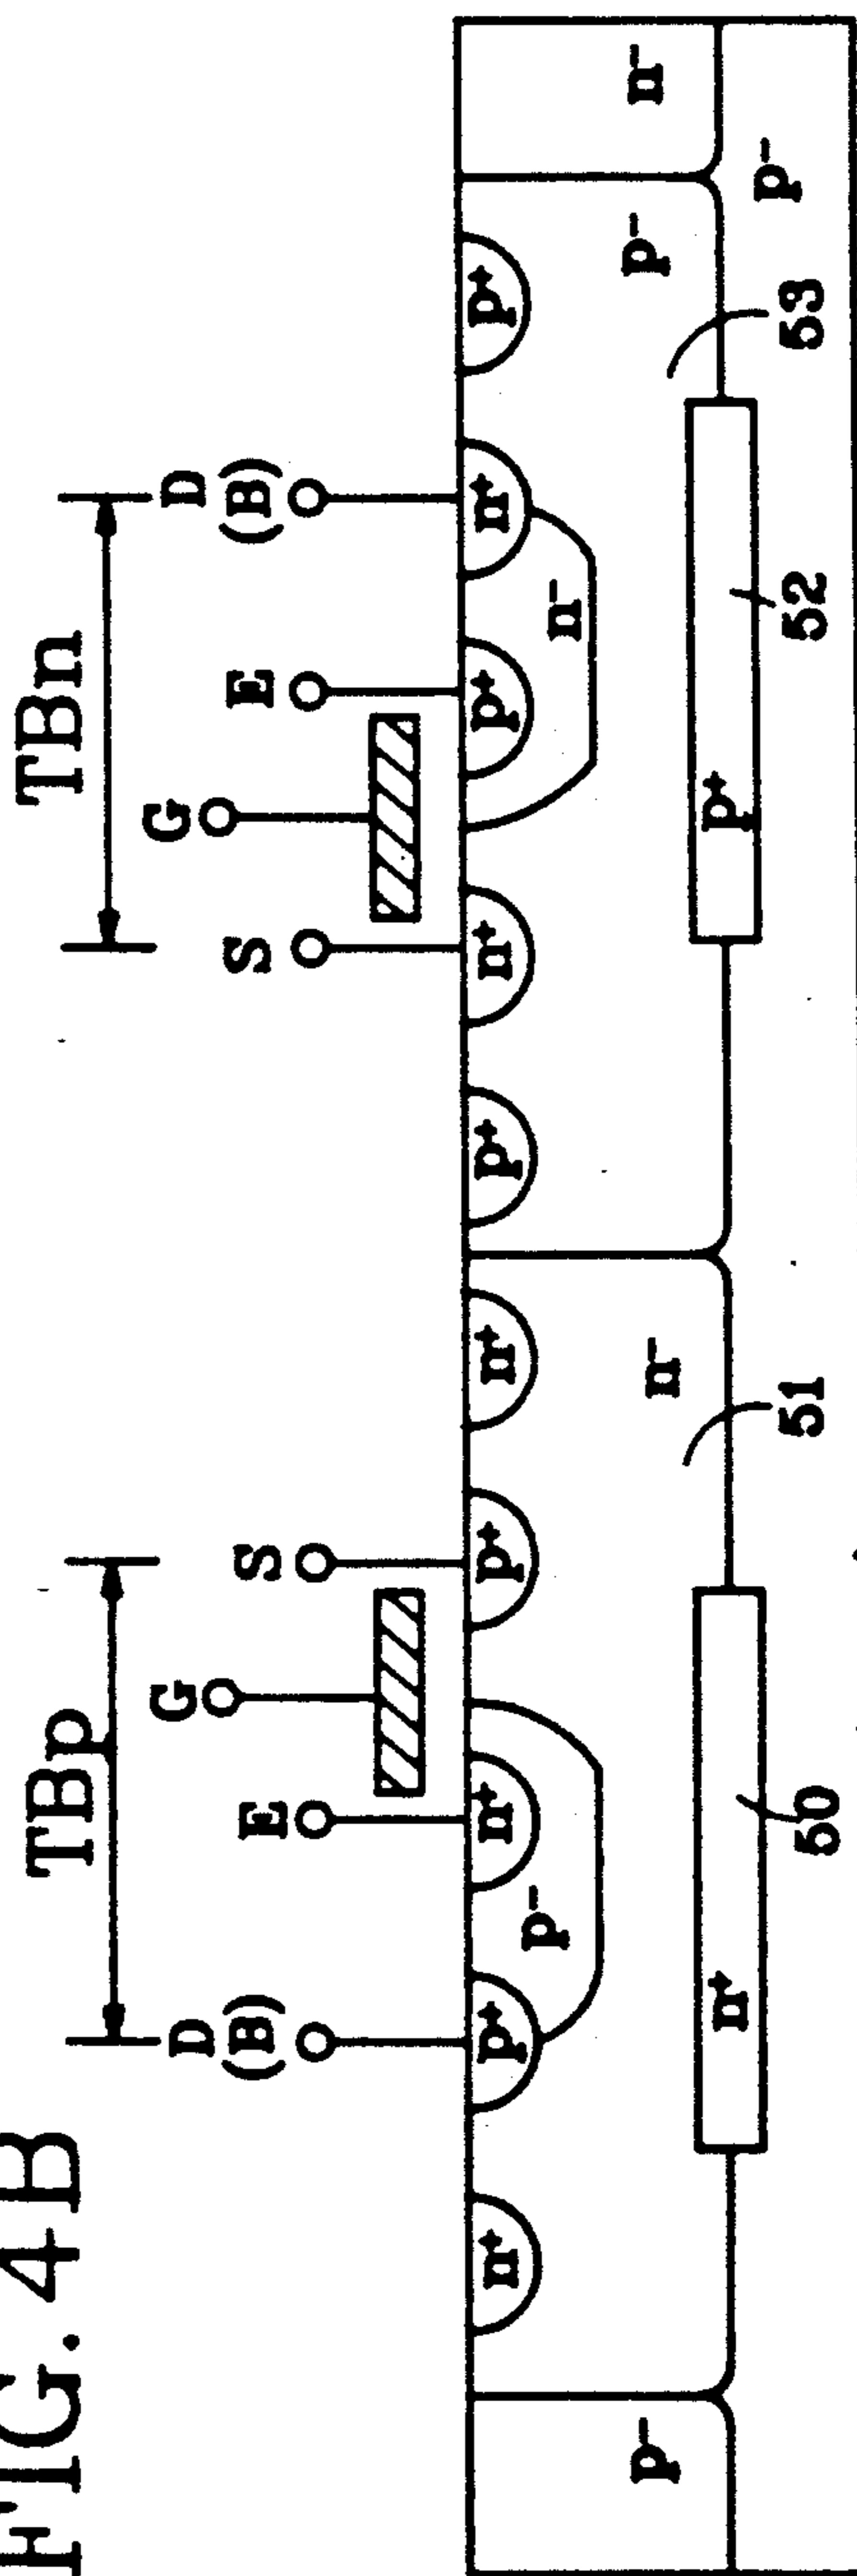 FIG. 4B
TBp
TBn
D
(B)
E
G
S
S
G
E
D
(B)
n⁺
p⁺
n⁺
p⁺
n⁺
p⁺
n⁺
p⁺
n⁺
p⁺
p⁻
n⁻
p⁻
n⁻
p⁻
n⁻
n⁺
p⁺
p⁻
50
51
52
53